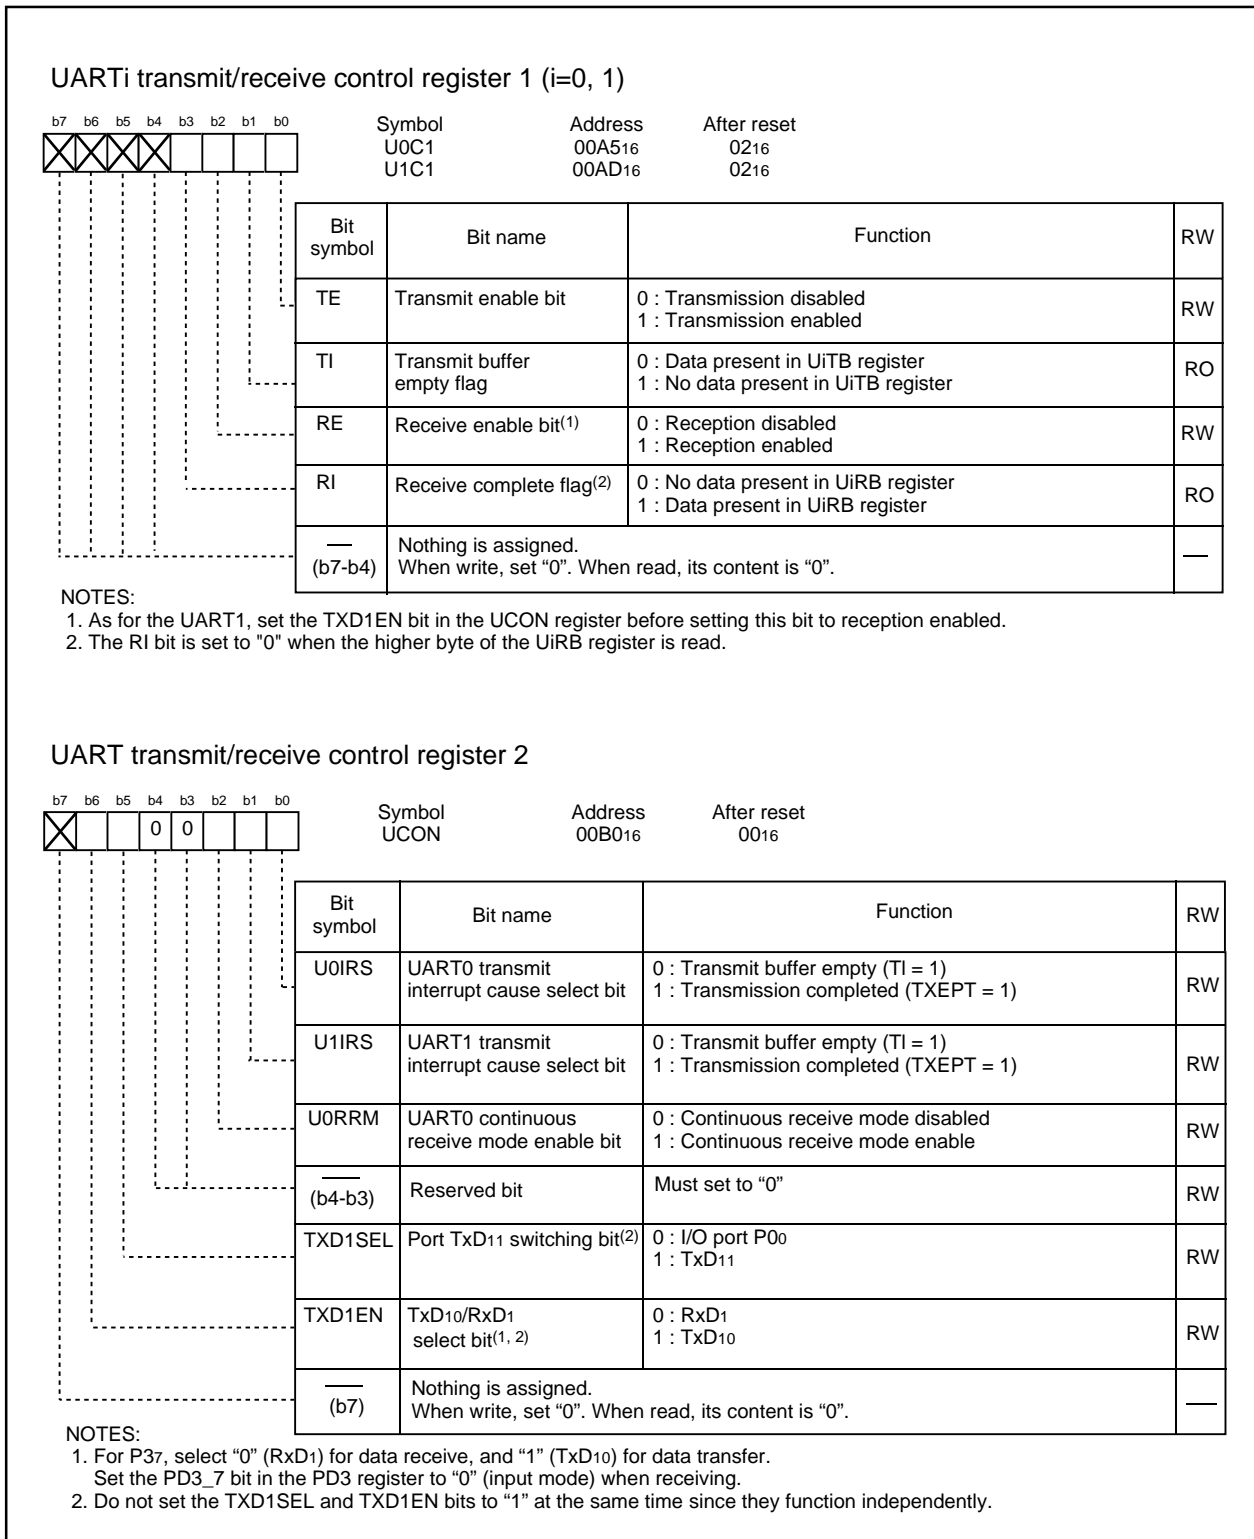 UARTi transmit/receive control register 1 (i=0, 1)
b7 b6 b5 b4 b3 b2 b1 b0
Symbol Address After reset
U0C1 00A516 0216
U1C1 00AD16 0216
Bit symbol Bit name Function RW
TE Transmit enable bit 0 : Transmission disabled
1 : Transmission enabled RW
TI Transmit buffer empty flag 0 : Data present in UiTB register
1 : No data present in UiTB register RO
RE Receive enable bit(1) 0 : Reception disabled
1 : Reception enabled RW
RI Receive complete flag(2) 0 : No data present in UiRB register
1 : Data present in UiRB register RO
(b7-b4) Nothing is assigned.
When write, set “0”. When read, its content is “0”.
NOTES:
1. As for the UART1, set the TXD1EN bit in the UCON register before setting this bit to reception enabled.
2. The RI bit is set to "0" when the higher byte of the UiRB register is read.
UART transmit/receive control register 2
b7 b6 b5 b4 b3 b2 b1 b0
0 0
Symbol Address After reset
UCON 00B016 0016
Bit symbol Bit name Function RW
U0IRS UART0 transmit interrupt cause select bit 0 : Transmit buffer empty (TI = 1)
1 : Transmission completed (TXEPT = 1) RW
U1IRS UART1 transmit interrupt cause select bit 0 : Transmit buffer empty (TI = 1)
1 : Transmission completed (TXEPT = 1) RW
U0RRM UART0 continuous receive mode enable bit 0 : Continuous receive mode disabled
1 : Continuous receive mode enable RW
(b4-b3) Reserved bit Must set to “0” RW
TXD1SEL Port TxD11 switching bit(2) 0 : I/O port P00
1 : TxD11 RW
TXD1EN TxD10/RxD1 select bit(1, 2) 0 : RxD1
1 : TxD10 RW
(b7) Nothing is assigned.
When write, set “0”. When read, its content is “0”.
NOTES:
1. For P37, select “0” (RxD1) for data receive, and “1” (TxD10) for data transfer.
Set the PD3_7 bit in the PD3 register to “0” (input mode) when receiving.
2. Do not set the TXD1SEL and TXD1EN bits to “1” at the same time since they function independently.